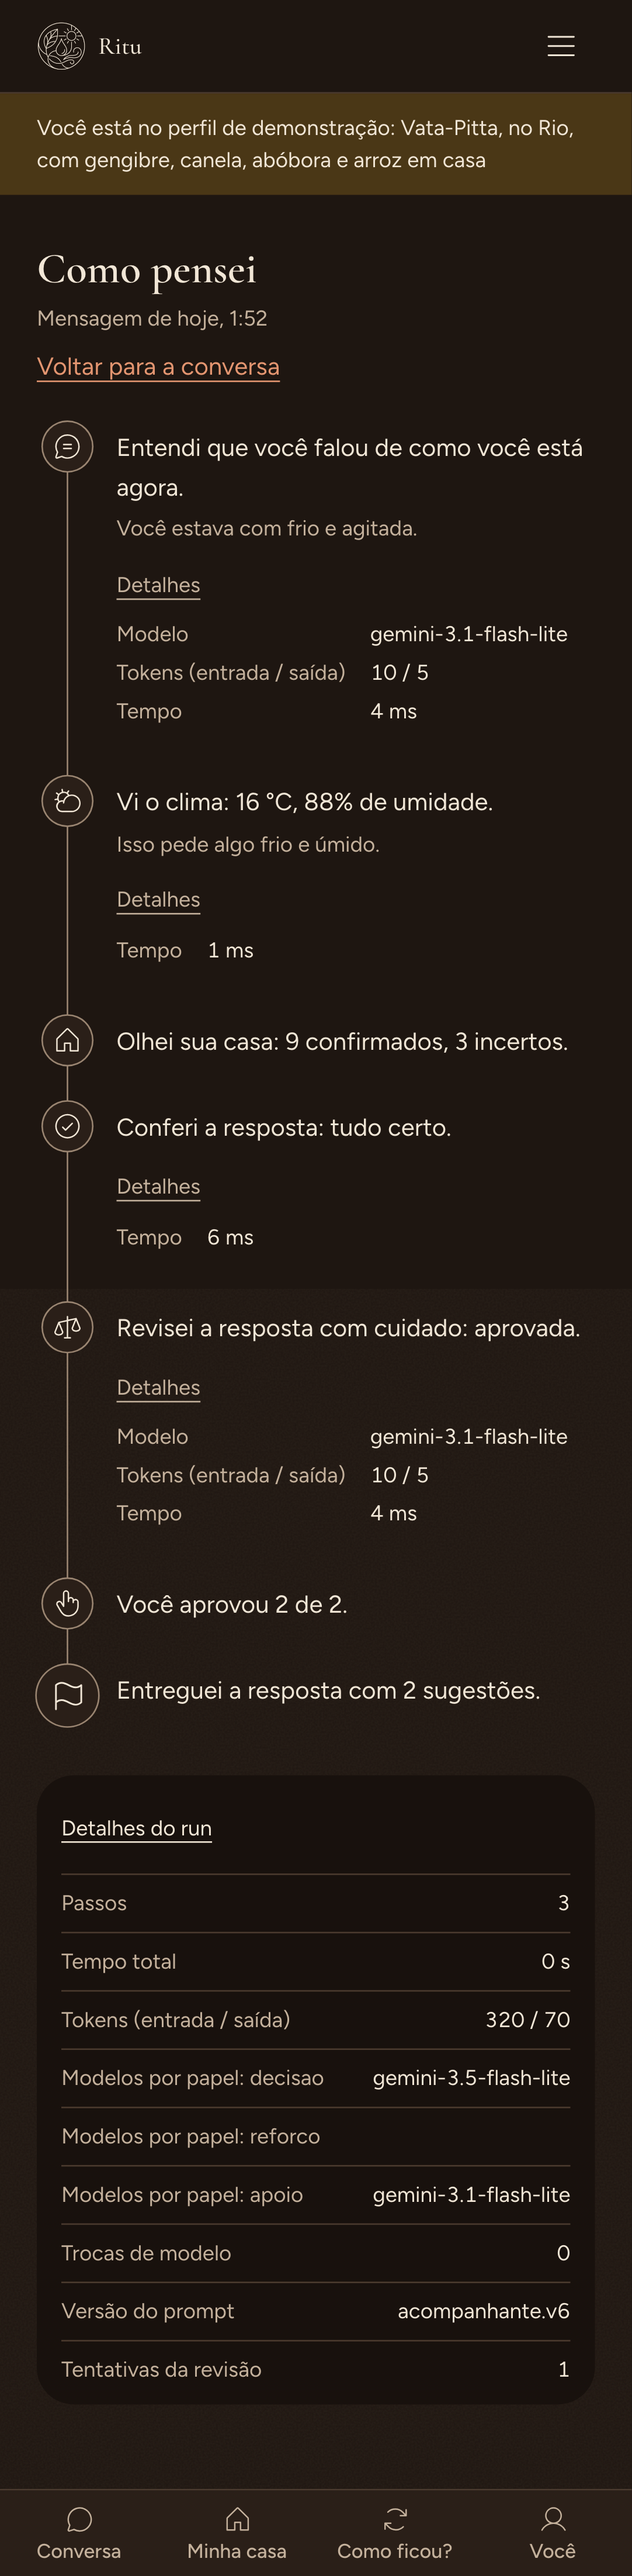 Ritu
Você está no perfil de demonstração: Vata-Pitta, no Rio,
com gengibre, canela, abóbora e arroz em casa
Como pensei
Mensagem de hoje, 1:52
Voltar para a conversa
Entendi que você falou de como você está
agora.
Você estava com frio e agitada.
Detalhes
Modelo gemini-3.1-flash-lite
Tokens (entrada / saída) 10 / 5
Tempo 4 ms
Vi o clima: 16 °C, 88% de umidade.
Isso pede algo frio e úmido.
Detalhes
Tempo 1 ms
Olhei sua casa: 9 confirmados, 3 incertos.
Conferi a resposta: tudo certo.
Detalhes
Tempo 6 ms
Revisei a resposta com cuidado: aprovada.
Detalhes
Modelo gemini-3.1-flash-lite
Tokens (entrada / saída) 10 / 5
Tempo 4 ms
Você aprovou 2 de 2.
Entreguei a resposta com 2 sugestões.
Detalhes do run
Passos 3
Tempo total 0 s
Tokens (entrada / saída) 320 / 70
Modelos por papel: decisao gemini-3.5-flash-lite
Modelos por papel: reforco
Modelos por papel: apoio gemini-3.1-flash-lite
Trocas de modelo 0
Versão do prompt acompanhante.v6
Tentativas da revisão 1
Conversa Minha casa Como ficou? Você